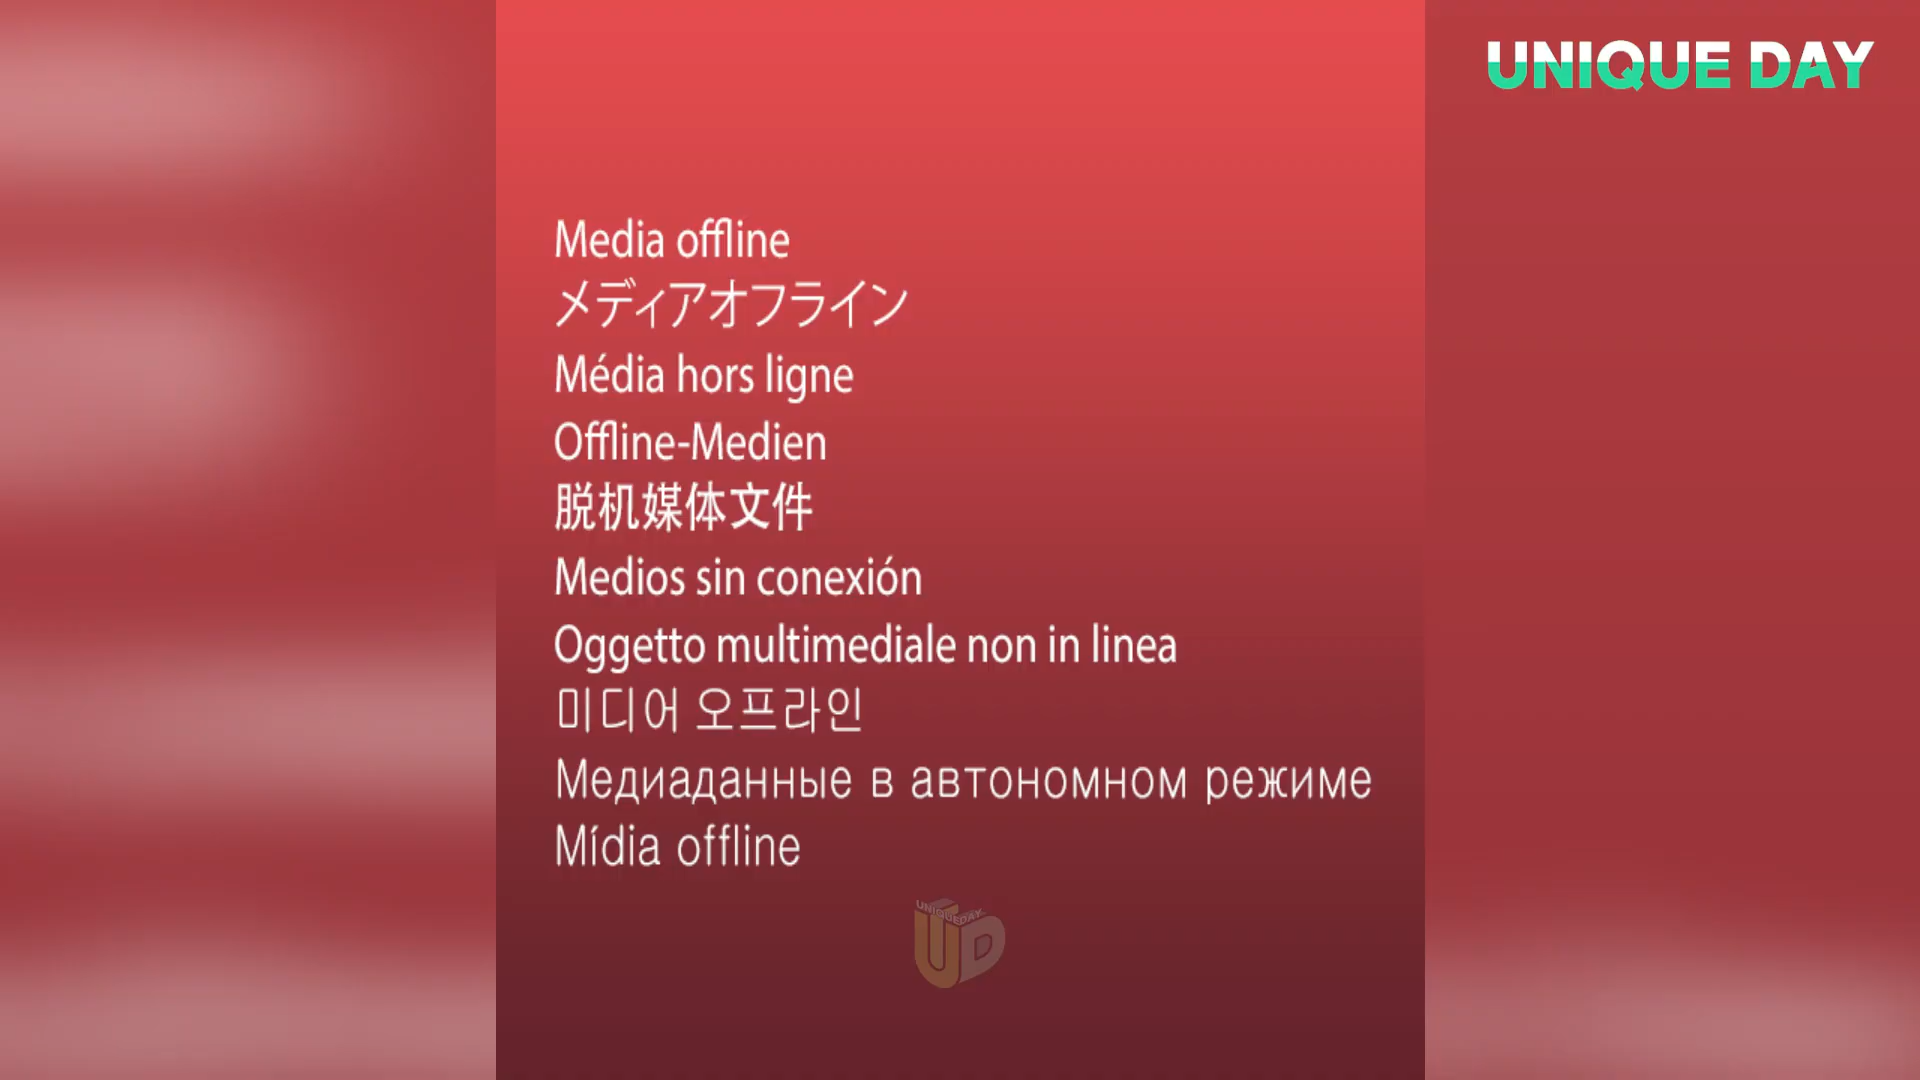 UNIQUE DAY
Media offline
メディアオフライン
Média hors ligne
Offline-Medien
脱机媒体文件
Medios sin conexión
Oggetto multimediale non in linea
미디어 오프라인
Медиаданные в автономном режиме
Mídia offline
UNIQUEDAY
UD